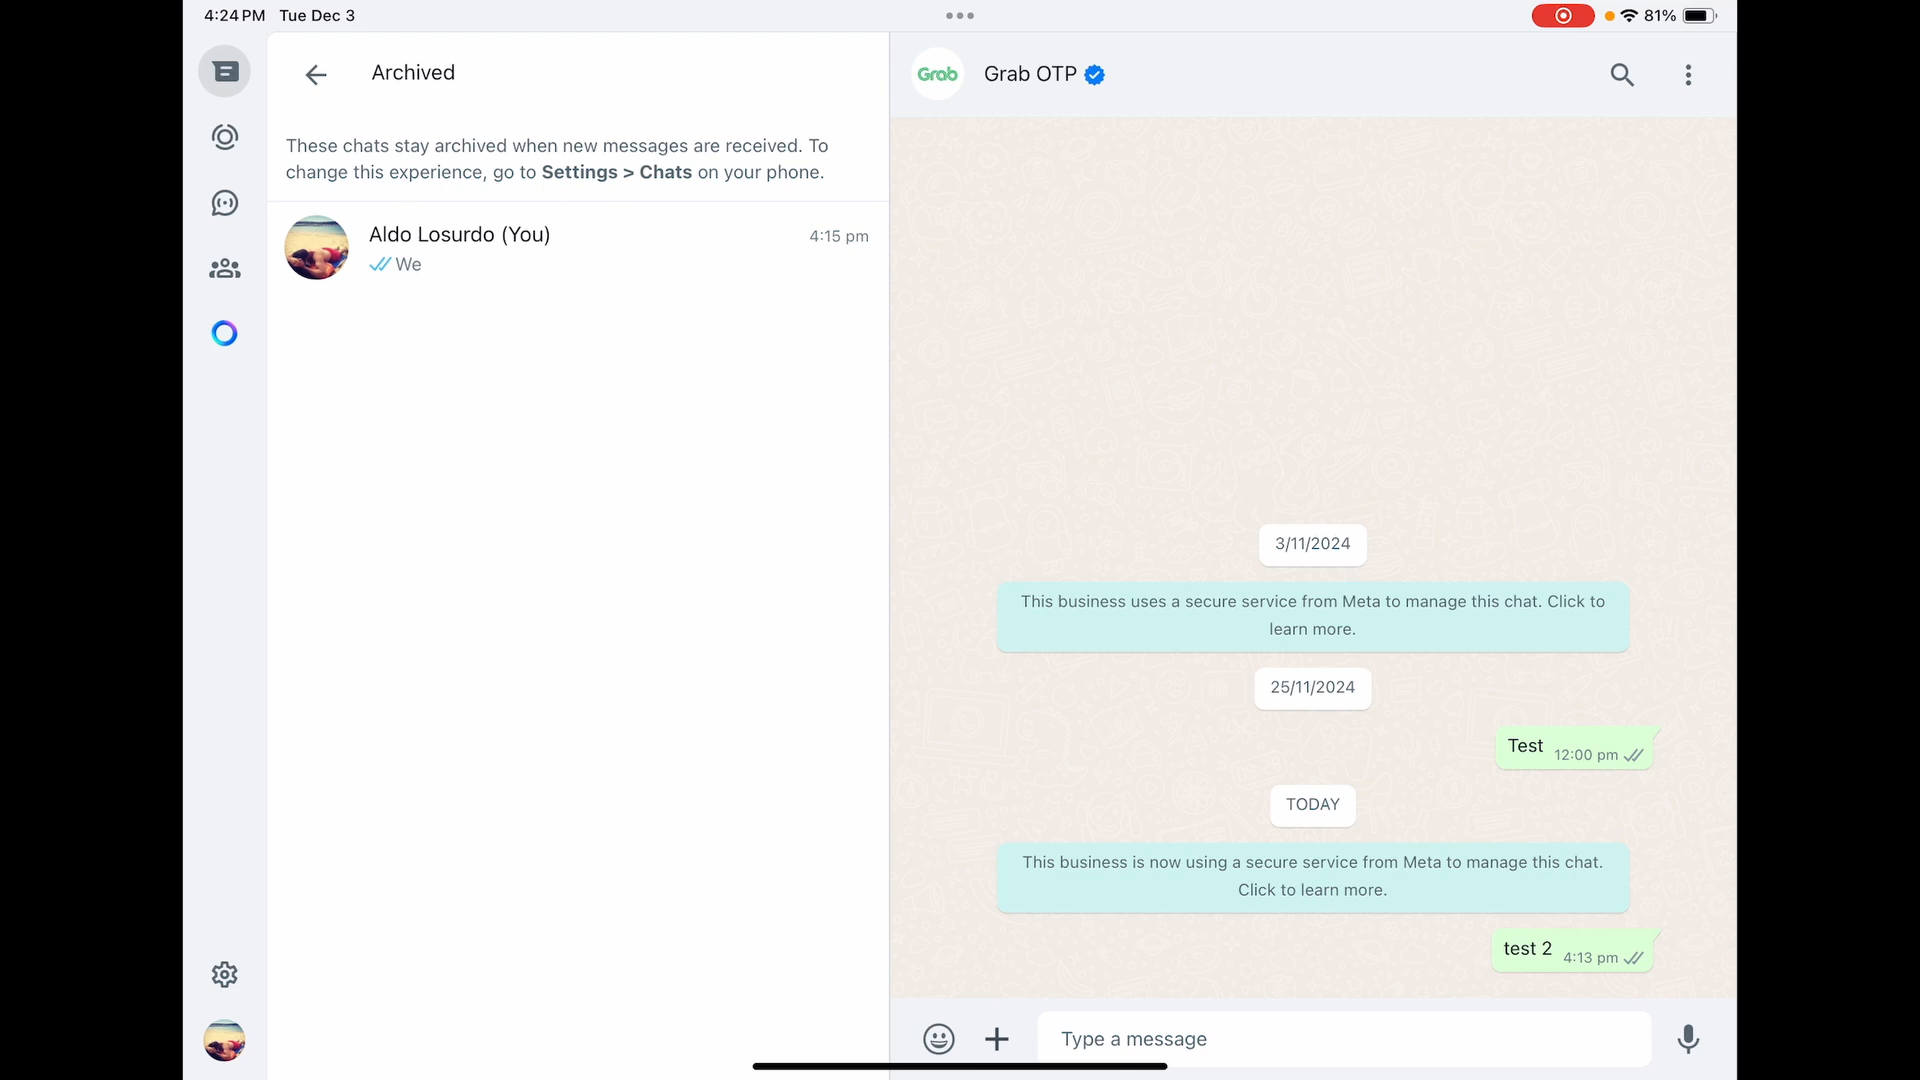 4:24 PM Tue Dec 3
81%
Archived
These chats stay archived when new messages are received. To
change this experience, go to Settings > Chats on your phone.
Aldo Losurdo (You)
4:15 pm
We
Grab
Grab OTP
3/11/2024
This business uses a secure service from Meta to manage this chat. Click to
learn more.
25/11/2024
Test 12:00 pm
TODAY
This business is now using a secure service from Meta to manage this chat.
Click to learn more.
test 2 4:13 pm
Type a message